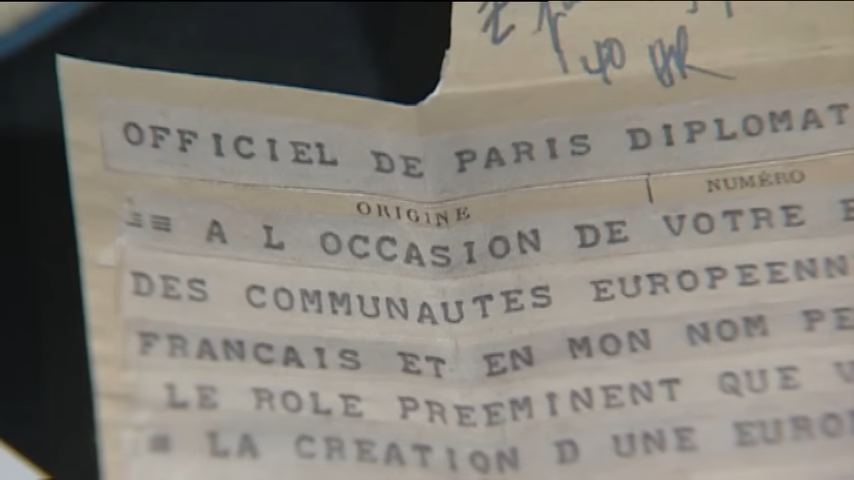 40
OFFICIEL DE PARIS DIPLOMAT
ORIGINE NUMÉRO
== A L OCCASION DE VOTRE
DES COMMUNAUTES EUROPEENN
FRANCAIS ET EN MON NOM PE
LE ROLE PREEMINENT QUE V
= LA CREATION D UNE EURO